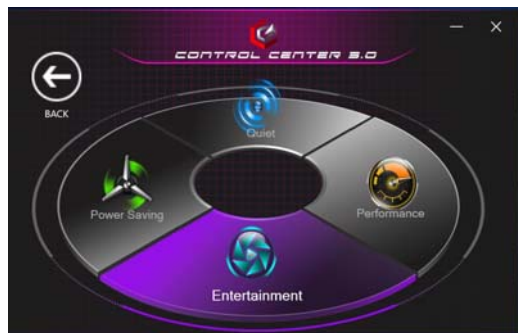 CONTROL CENTER 3.0
BACK
Quiet
Power Saving
Performance
Entertainment